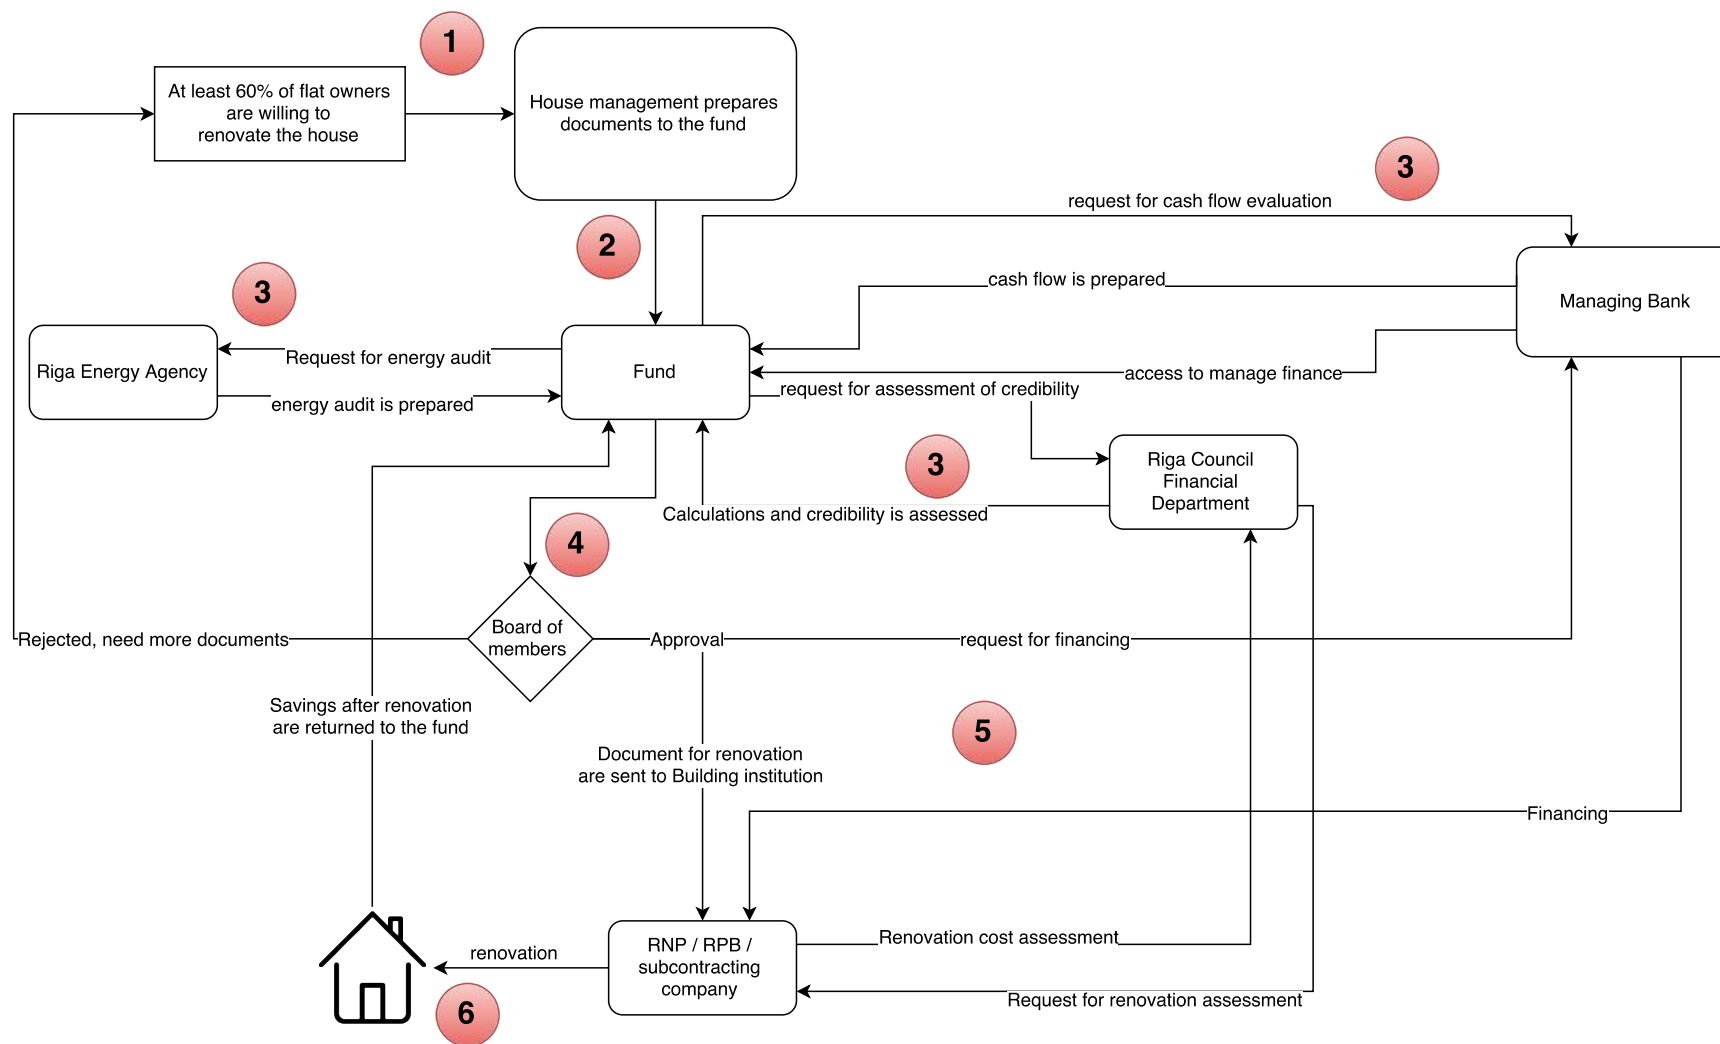 1
At least 60% of flat owners
are willing to
renovate the house
House management prepares
documents to the fund
3
request for cash flow evaluation
2
3
cash flow is prepared
Managing Bank
Request for energy audit
Riga Energy Agency
Fund
access to manage finance
request for assessment of credibility
energy audit is prepared
3
Riga Council
Financial
Department
Calculations and credibility is assessed
4
Board of
members
Rejected, need more documents
Approval
request for financing
Savings after renovation
are returned to the fund
5
Document for renovation
are sent to Building institution
Financing
Renovation cost assessment
renovation
RNP / RPB /
subcontracting
company
Request for renovation assessment
6